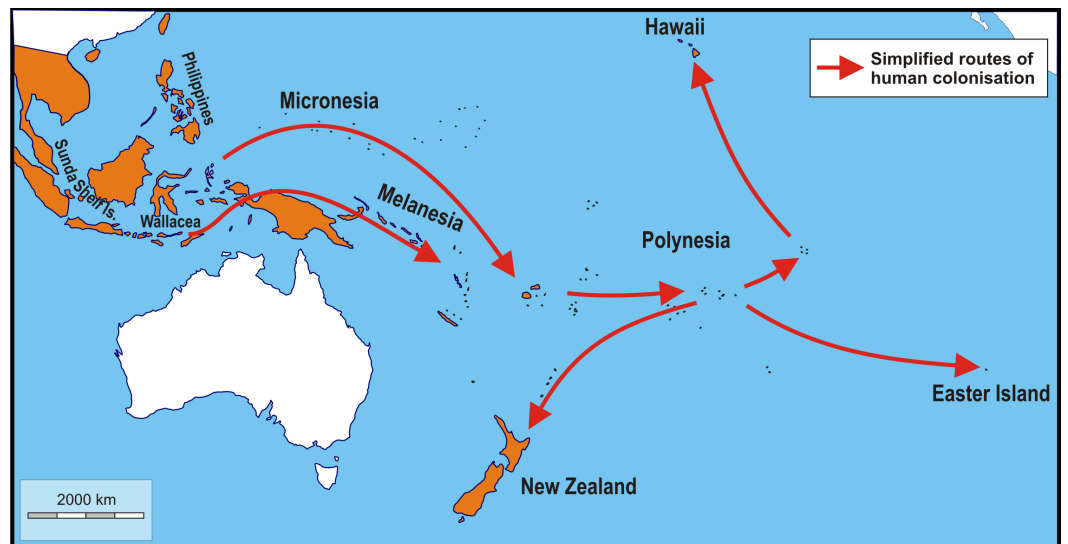 Hawaii
Simplified routes of
human colonisation
Philippines
Micronesia
Sunda Shelf Is.
Wallacea
Melanesia
Polynesia
Easter Island
New Zealand
2000 km